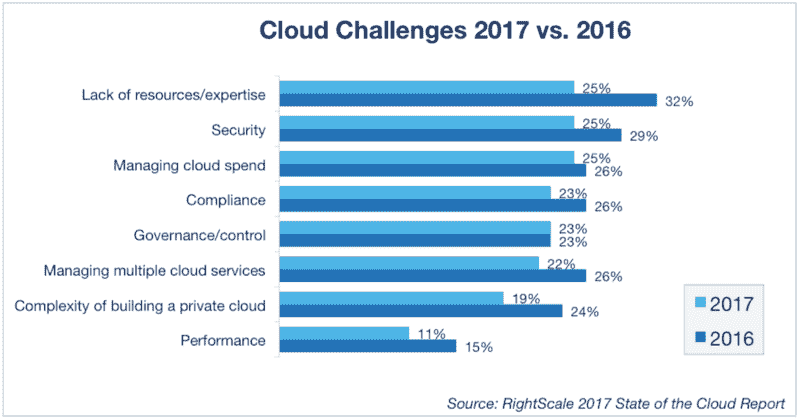 Cloud Challenges 2017 vs. 2016
Lack of resources/expertise
25%
32%
Security
25%
29%
Managing cloud spend
25%
26%
Compliance
23%
26%
Governance/control
23%
23%
Managing multiple cloud services
22%
26%
Complexity of building a private cloud
19%
24%
Performance
11%
15%
2017
2016
Source: RightScale 2017 State of the Cloud Report